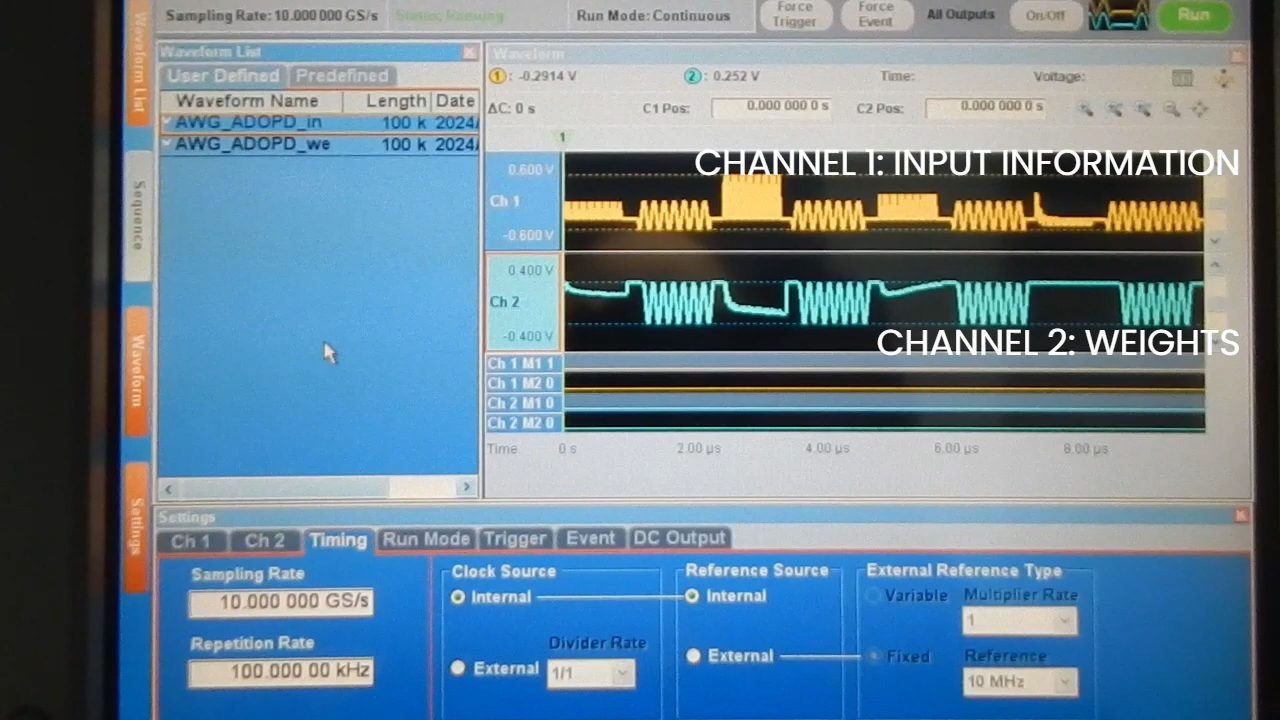 Sampling Rate: 10.000 000 GS/s
Status: Running
Run Mode: Continuous
Force Trigger
Force Event
All Outputs
On/Off
Run
Waveform List
Sequence
Waveform
Settings
Waveform List
User Defined
Predefined
Waveform Name Length Date
AWG_ADOPD_in 100 k 2024/
AWG_ADOPD_we 100 k 2024/
Waveform
1 : -0.2914 V
2 : 0.252 V
Time:
Voltage:
ΔC: 0 s
C1 Pos: 0.000 000 0 s
C2 Pos: 0.000 000 0 s
1
CHANNEL 1: INPUT INFORMATION
0.600 V
Ch 1
-0.600 V
0.400 V
Ch 2
-0.400 V
CHANNEL 2: WEIGHTS
Ch 1 M1 1
Ch 1 M2 0
Ch 2 M1 0
Ch 2 M2 0
Time 0 s 2.00 µs 4.00 µs 6.00 µs 8.00 µs
Settings
Ch 1 Ch 2 Timing Run Mode Trigger Event DC Output
Sampling Rate
10.000 000 GS/s
Repetition Rate
100.000 00 kHz
Clock Source
Internal
External
Divider Rate
1/1
Reference Source
Internal
External
External Reference Type
Variable
Fixed
Multiplier Rate
1
Reference
10 MHz